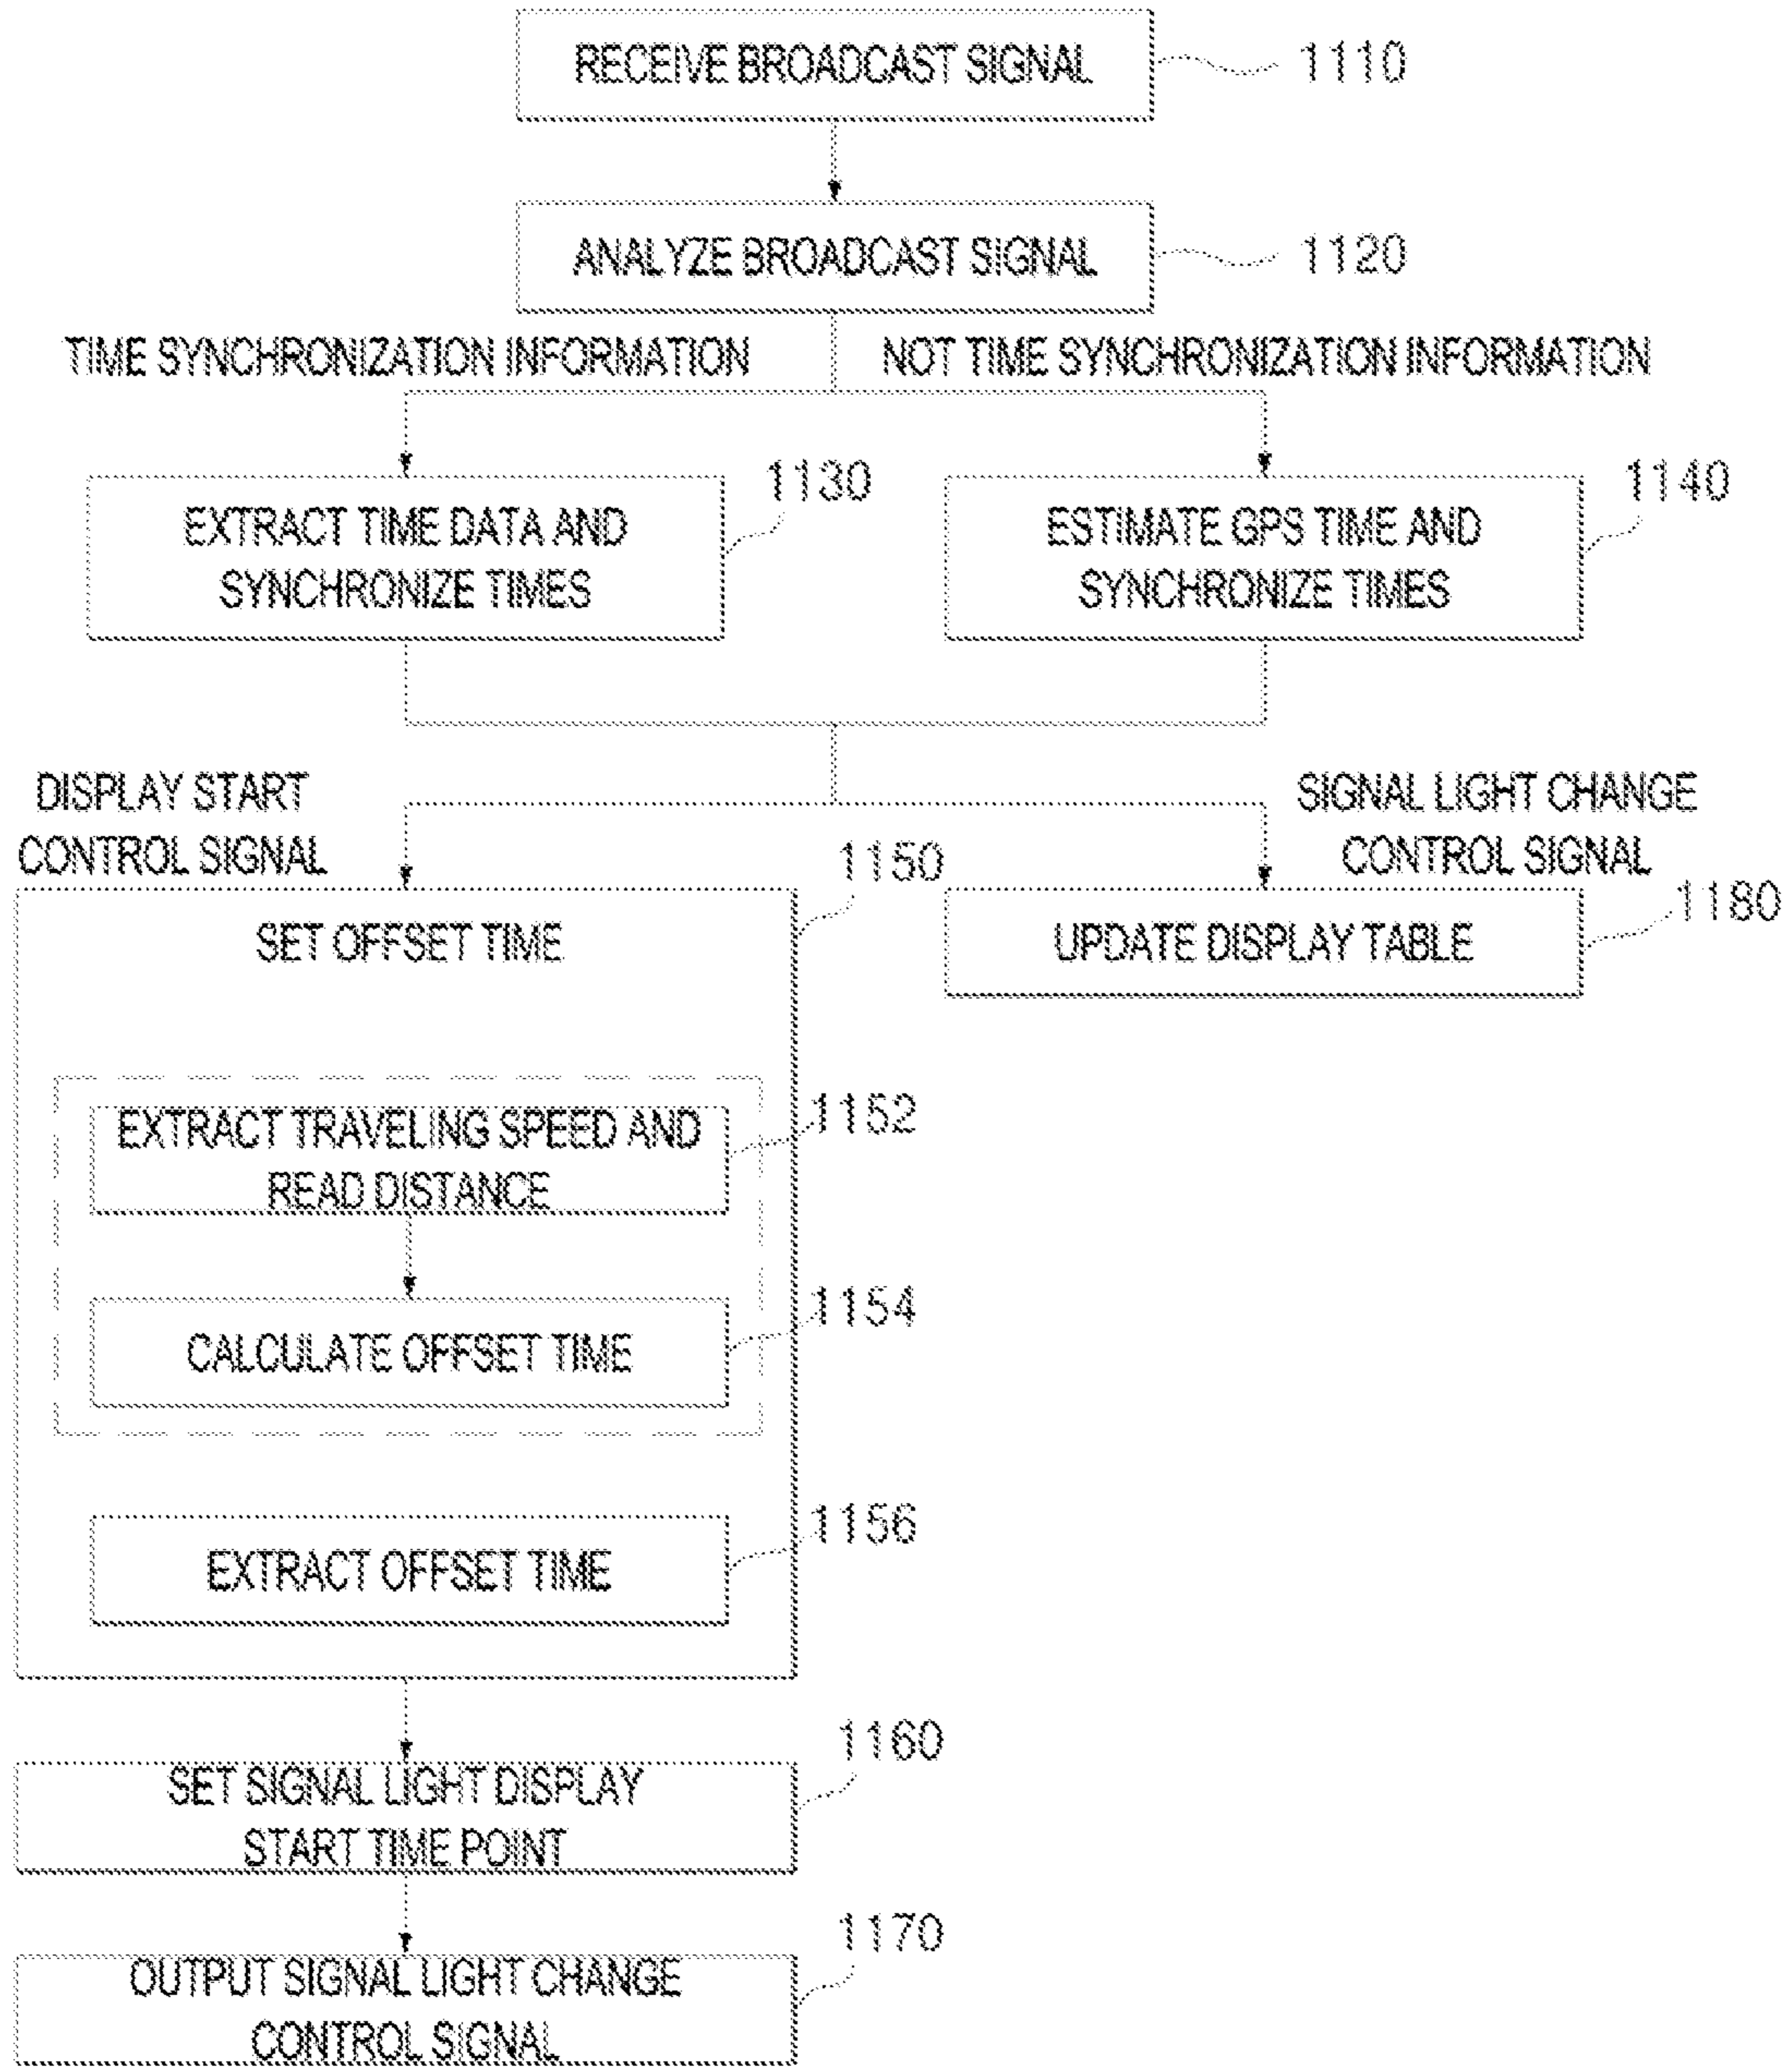 RECEIVE BROADCAST SIGNAL
1110
ANALYZE BROADCAST SIGNAL
1120
TIME SYNCHRONIZATION INFORMATION
NOT TIME SYNCHRONIZATION INFORMATION
1130
EXTRACT TIME DATA AND
SYNCHRONIZE TIMES
1140
ESTIMATE GPS TIME AND
SYNCHRONIZE TIMES
DISPLAY START
CONTROL SIGNAL
SIGNAL LIGHT CHANGE
CONTROL SIGNAL
1150
SET OFFSET TIME
1180
UPDATE DISPLAY TABLE
1152
EXTRACT TRAVELING SPEED AND
READ DISTANCE
1154
CALCULATE OFFSET TIME
1156
EXTRACT OFFSET TIME
1160
SET SIGNAL LIGHT DISPLAY
START TIME POINT
1170
OUTPUT SIGNAL LIGHT CHANGE
CONTROL SIGNAL